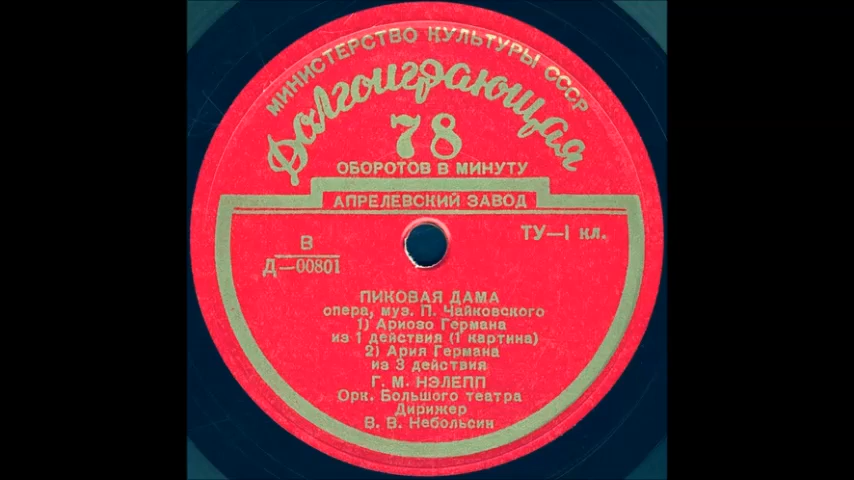 МИНИСТЕРСТВО КУЛЬТУРЫ СССР
Долгоиграющая
78
ОБОРОТОВ В МИНУТУ
АПРЕЛЕВСКИЙ ЗАВОД
ТУ—I кл.
В
Д—00801
ПИКОВАЯ ДАМА
опера, муз. П. Чайковского
1) Ариозо Германа
из 1 действия (1 картина)
2) Ария Германа
из 3 действия
Г. М. НЭЛЕПП
Орк. Большого театра
Дирижер
В. В. Небольсин